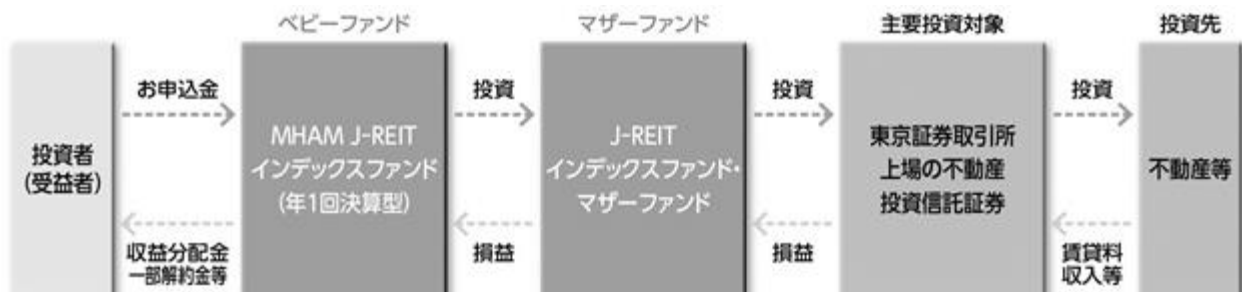 ベビーファンド
マザーファンド
主要投資対象
投資先
投資者
(受益者)
お申込金
収益分配金
一部解約金等
MHAM J-REIT
インデックスファンド
(年1回決算型)
投資
損益
J-REIT
インデックスファンド・
マザーファンド
投資
損益
東京証券取引所
上場の不動産
投資信託証券
投資
賃貸料
収入等
不動産等